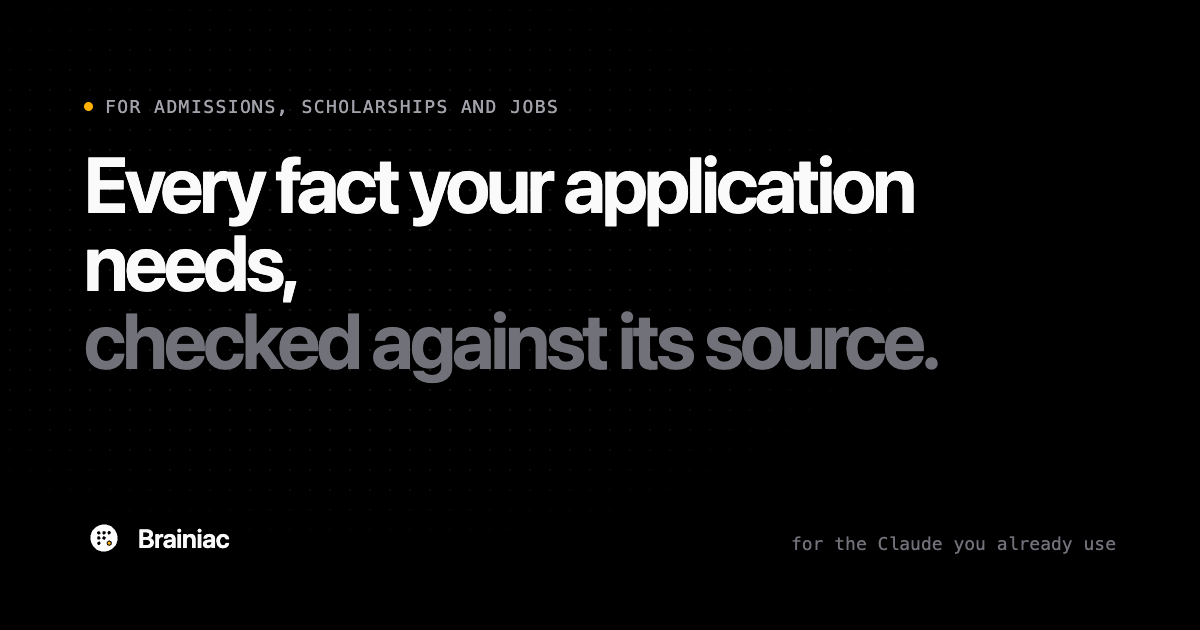 FOR ADMISSIONS, SCHOLARSHIPS AND JOBS
Every fact your application
needs,
checked against its source.
Brainiac
for the Claude you already use